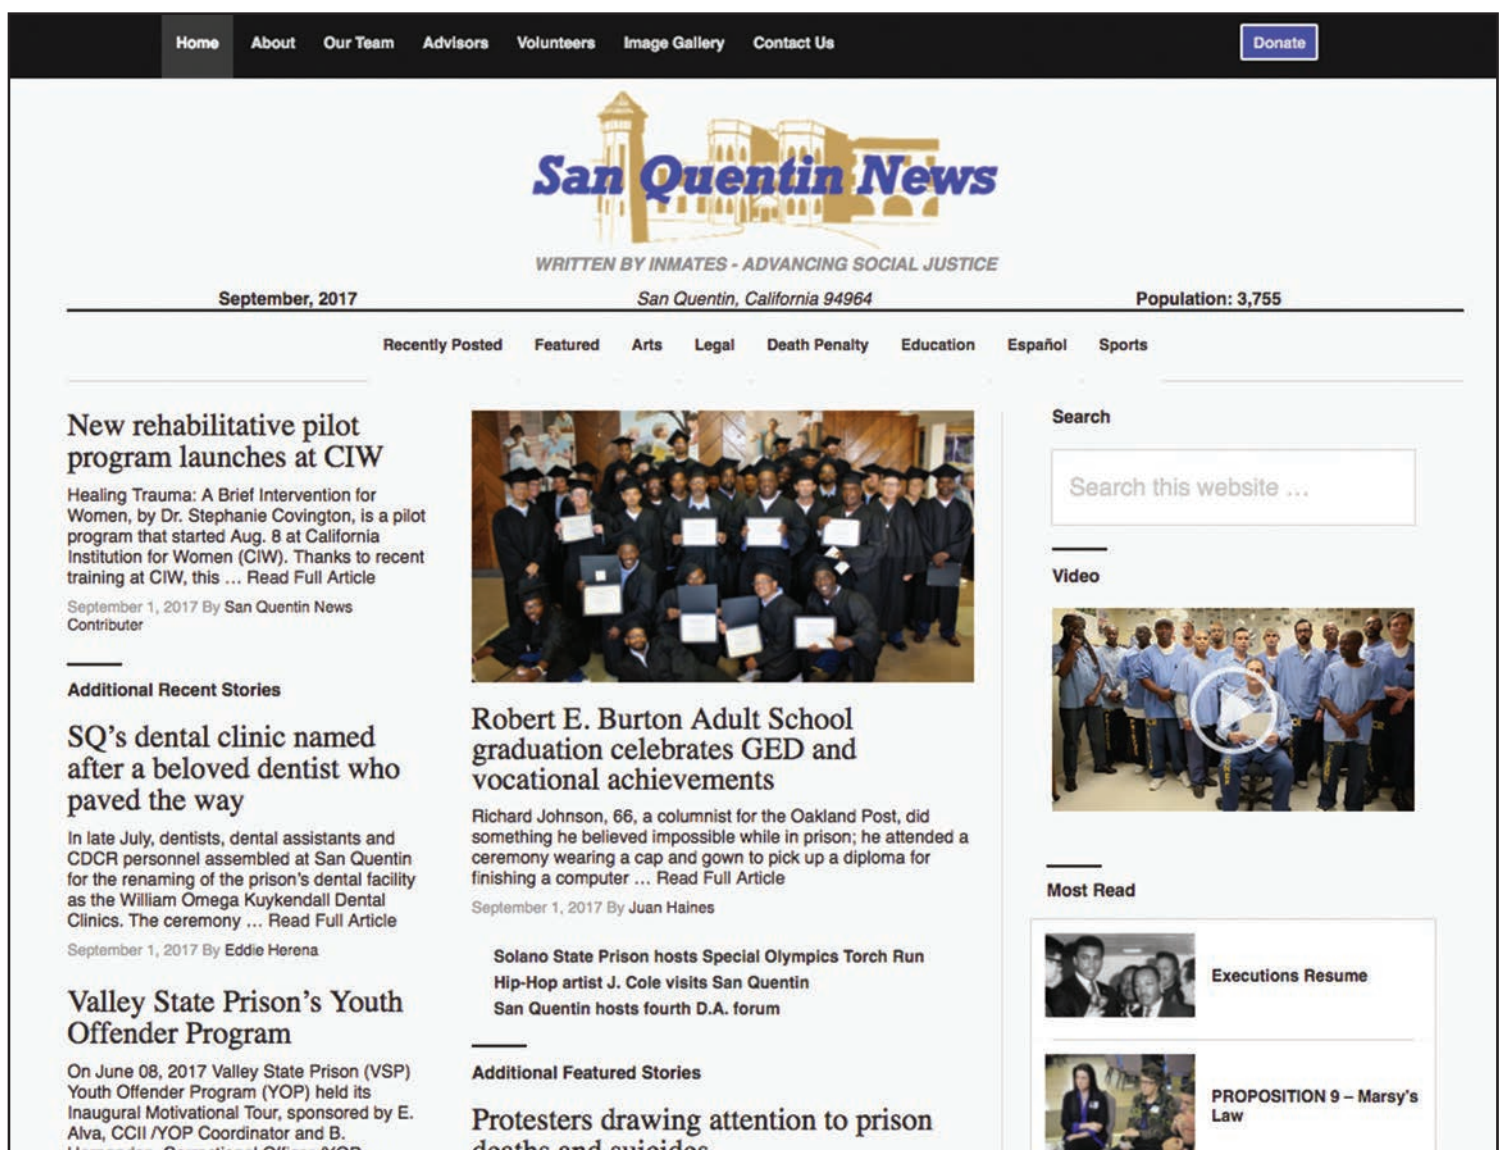 Home About Our Team Advisors Volunteers Image Gallery Contact Us Donate
San Quentin News
WRITTEN BY INMATES - ADVANCING SOCIAL JUSTICE
September, 2017 San Quentin, California 94964 Population: 3,755
Recently Posted Featured Arts Legal Death Penalty Education Español Sports
New rehabilitative pilot
program launches at CIW
Healing Trauma: A Brief Intervention for
Women, by Dr. Stephanie Covington, is a pilot
program that started Aug. 8 at California
Institution for Women (CIW). Thanks to recent
training at CIW, this ... Read Full Article
September 1, 2017 By San Quentin News
Contributer
Additional Recent Stories
SQ's dental clinic named
after a beloved dentist who
paved the way
In late July, dentists, dental assistants and
CDCR personnel assembled at San Quentin
for the renaming of the prison's dental facility
as the William Omega Kuykendall Dental
Clinics. The ceremony ... Read Full Article
September 1, 2017 By Eddie Herena
Valley State Prison's Youth
Offender Program
On June 08, 2017 Valley State Prison (VSP)
Youth Offender Program (YOP) held its
Inaugural Motivational Tour, sponsored by E.
Alva, CCII /YOP Coordinator and B.
Robert E. Burton Adult School
graduation celebrates GED and
vocational achievements
Richard Johnson, 66, a columnist for the Oakland Post, did
something he believed impossible while in prison; he attended a
ceremony wearing a cap and gown to pick up a diploma for
finishing a computer ... Read Full Article
September 1, 2017 By Juan Haines
Solano State Prison hosts Special Olympics Torch Run
Hip-Hop artist J. Cole visits San Quentin
San Quentin hosts fourth D.A. forum
Additional Featured Stories
Protesters drawing attention to prison
deaths and suicides
Search
Search this website ...
Video
Most Read
Executions Resume
PROPOSITION 9 – Marsy's
Law